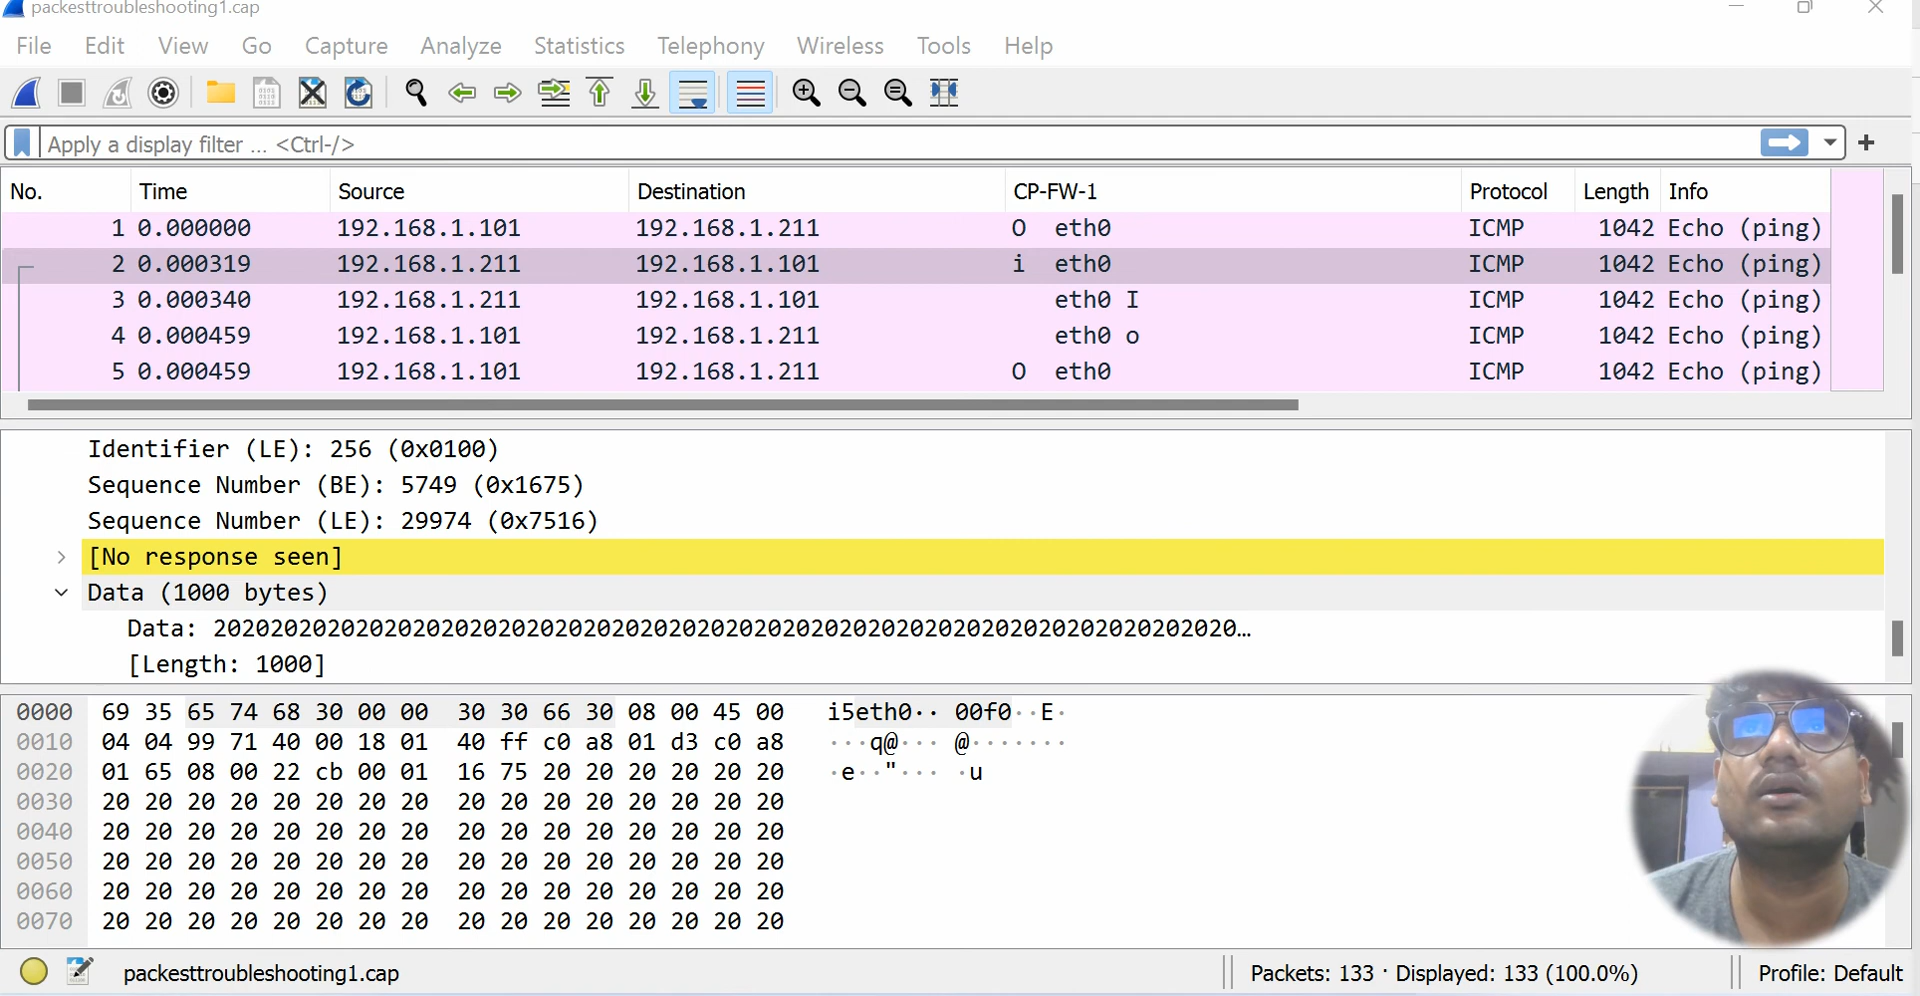 packesttroubleshooting1.cap
File Edit View Go Capture Analyze Statistics Telephony Wireless Tools Help
Apply a display filter ... <Ctrl-/>
No. Time Source Destination CP-FW-1 Protocol Length Info
1 0.000000 192.168.1.101 192.168.1.211 O eth0 ICMP 1042 Echo (ping)
2 0.000319 192.168.1.211 192.168.1.101 i eth0 ICMP 1042 Echo (ping)
3 0.000340 192.168.1.211 192.168.1.101 eth0 I ICMP 1042 Echo (ping)
4 0.000459 192.168.1.101 192.168.1.211 eth0 o ICMP 1042 Echo (ping)
5 0.000459 192.168.1.101 192.168.1.211 O eth0 ICMP 1042 Echo (ping)
Identifier (LE): 256 (0x0100)
Sequence Number (BE): 5749 (0x1675)
Sequence Number (LE): 29974 (0x7516)
[No response seen]
Data (1000 bytes)
Data: 202020202020202020202020202020202020202020202020202020202020202020202020…
[Length: 1000]
0000 69 35 65 74 68 30 00 00 30 30 66 30 08 00 45 00 i5eth0·· 00f0··E·
0010 04 04 99 71 40 00 18 01 40 ff c0 a8 01 d3 c0 a8 ···q@··· @·······
0020 01 65 08 00 22 cb 00 01 16 75 20 20 20 20 20 20 ·e··"··· ·u
0030 20 20 20 20 20 20 20 20 20 20 20 20 20 20 20 20
0040 20 20 20 20 20 20 20 20 20 20 20 20 20 20 20 20
0050 20 20 20 20 20 20 20 20 20 20 20 20 20 20 20 20
0060 20 20 20 20 20 20 20 20 20 20 20 20 20 20 20 20
0070 20 20 20 20 20 20 20 20 20 20 20 20 20 20 20 20
packesttroubleshooting1.cap Packets: 133 · Displayed: 133 (100.0%) Profile: Default